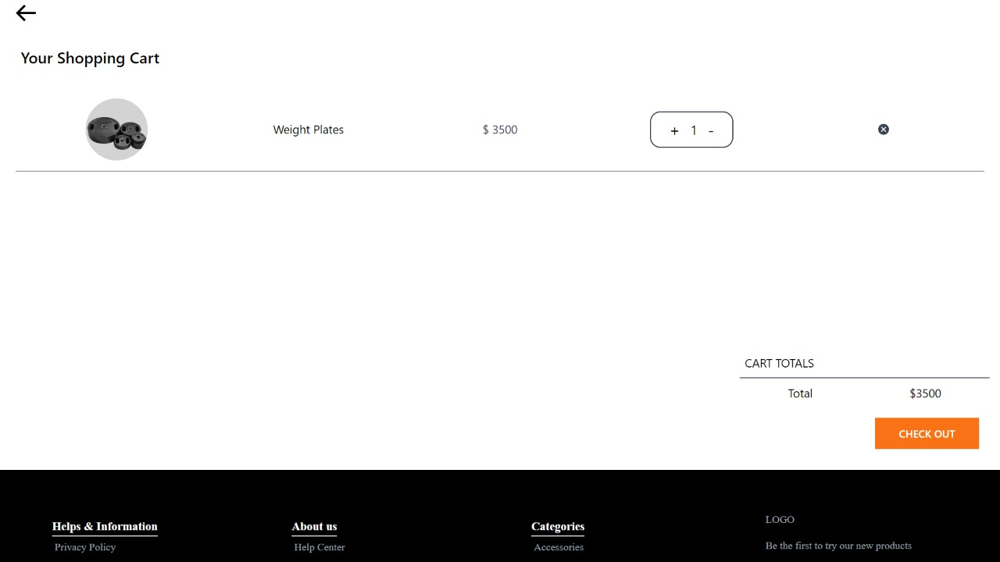 Your Shopping Cart
Weight Plates
$ 3500
+ 1 -
CART TOTALS
Total $3500
CHECK OUT
Helps & Information
Privacy Policy
About us
Help Center
Categories
Accessories
LOGO
Be the first to try our new products